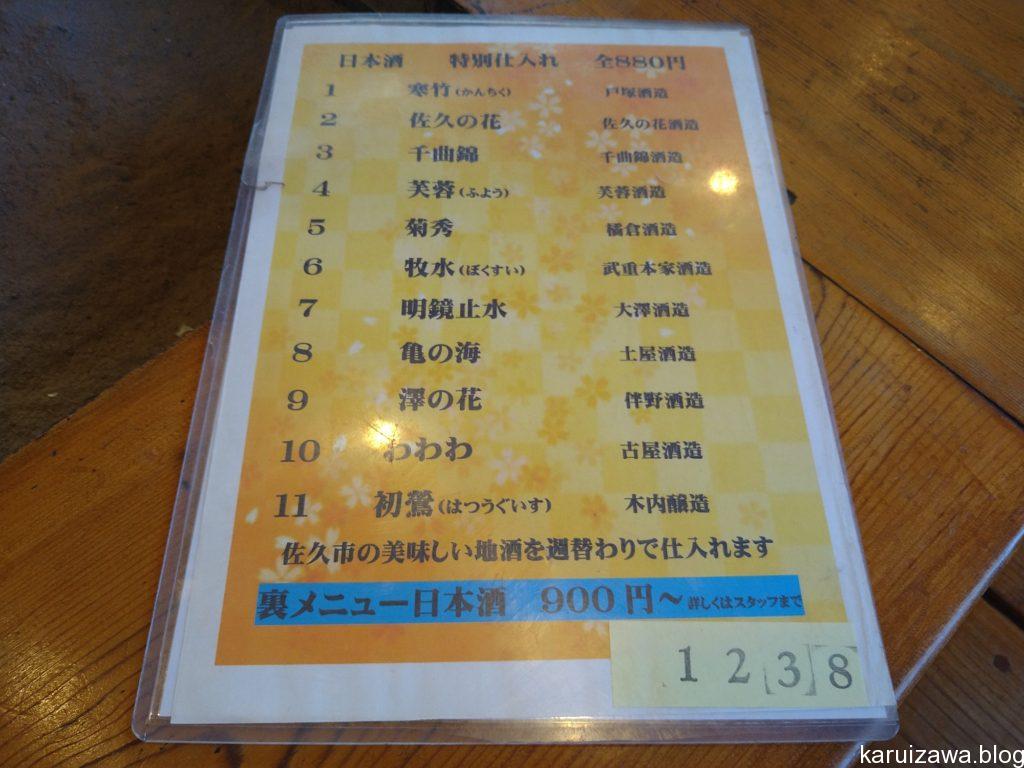 日本酒 特別仕入れ 全880円
1 寒竹(かんちく) 戸塚酒造
2 佐久の花 佐久の花酒造
3 千曲錦 千曲錦酒造
4 芙蓉(ふよう) 芙蓉酒造
5 菊秀 橘倉酒造
6 牧水(ぼくすい) 武重本家酒造
7 明鏡止水 大澤酒造
8 亀の海 土屋酒造
9 澤の花 伴野酒造
10 わわわ 古屋酒造
11 初鶯(はつうぐいす) 木内醸造
佐久市の美味しい地酒を週替わりで仕入れます
裏メニュー日本酒 900円～詳しくはスタッフまで
1 2 3 8
karuizawa.blog